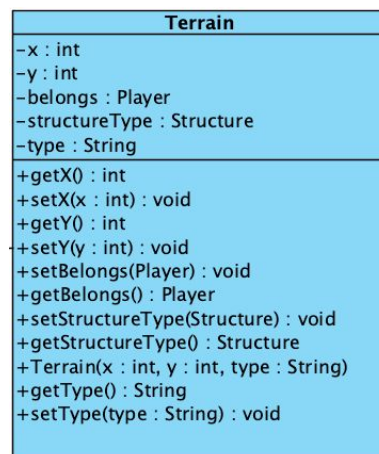 Terrain
-x : int
-y : int
-belongs : Player
-structureType : Structure
-type : String
+getX() : int
+setX(x : int) : void
+getY() : int
+setY(y : int) : void
+setBelongs(Player) : void
+getBelongs() : Player
+setStructureType(Structure) : void
+getStructureType() : Structure
+Terrain(x : int, y : int, type : String)
+getType() : String
+setType(type : String) : void